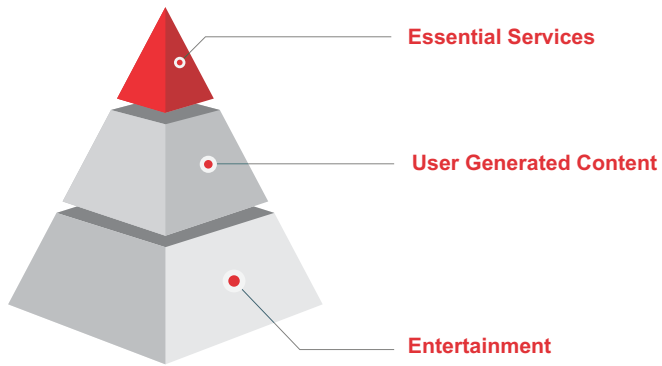 Essential Services
User Generated Content
Entertainment